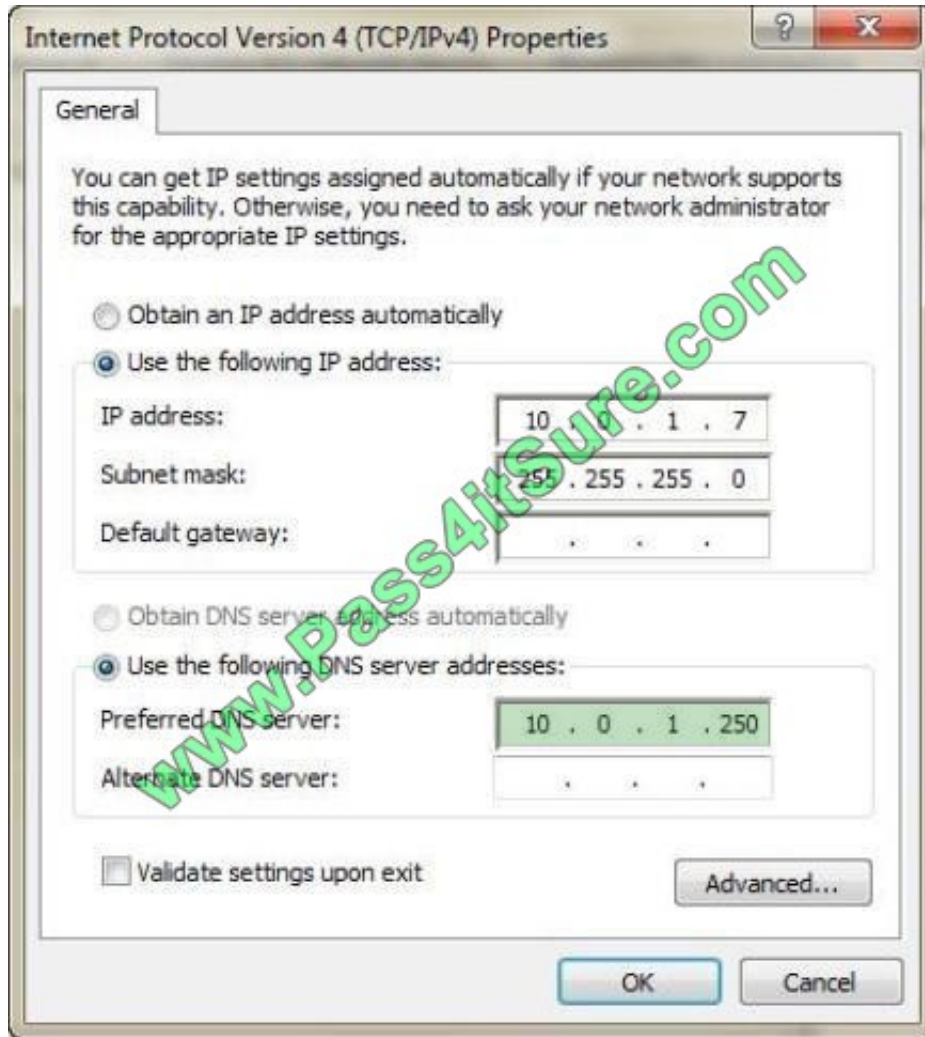 Internet Protocol Version 4 (TCP/IPv4) Properties
General
You can get IP settings assigned automatically if your network supports
this capability. Otherwise, you need to ask your network administrator
for the appropriate IP settings.
Obtain an IP address automatically
Use the following IP address:
IP address: 10 . 0 . 1 . 7
Subnet mask: 255 . 255 . 255 . 0
Default gateway: . . .
Obtain DNS server address automatically
Use the following DNS server addresses:
Preferred DNS server: 10 . 0 . 1 . 250
Alternate DNS server: . . .
Validate settings upon exit
Advanced...
OK Cancel
www.Pass4itSure.com